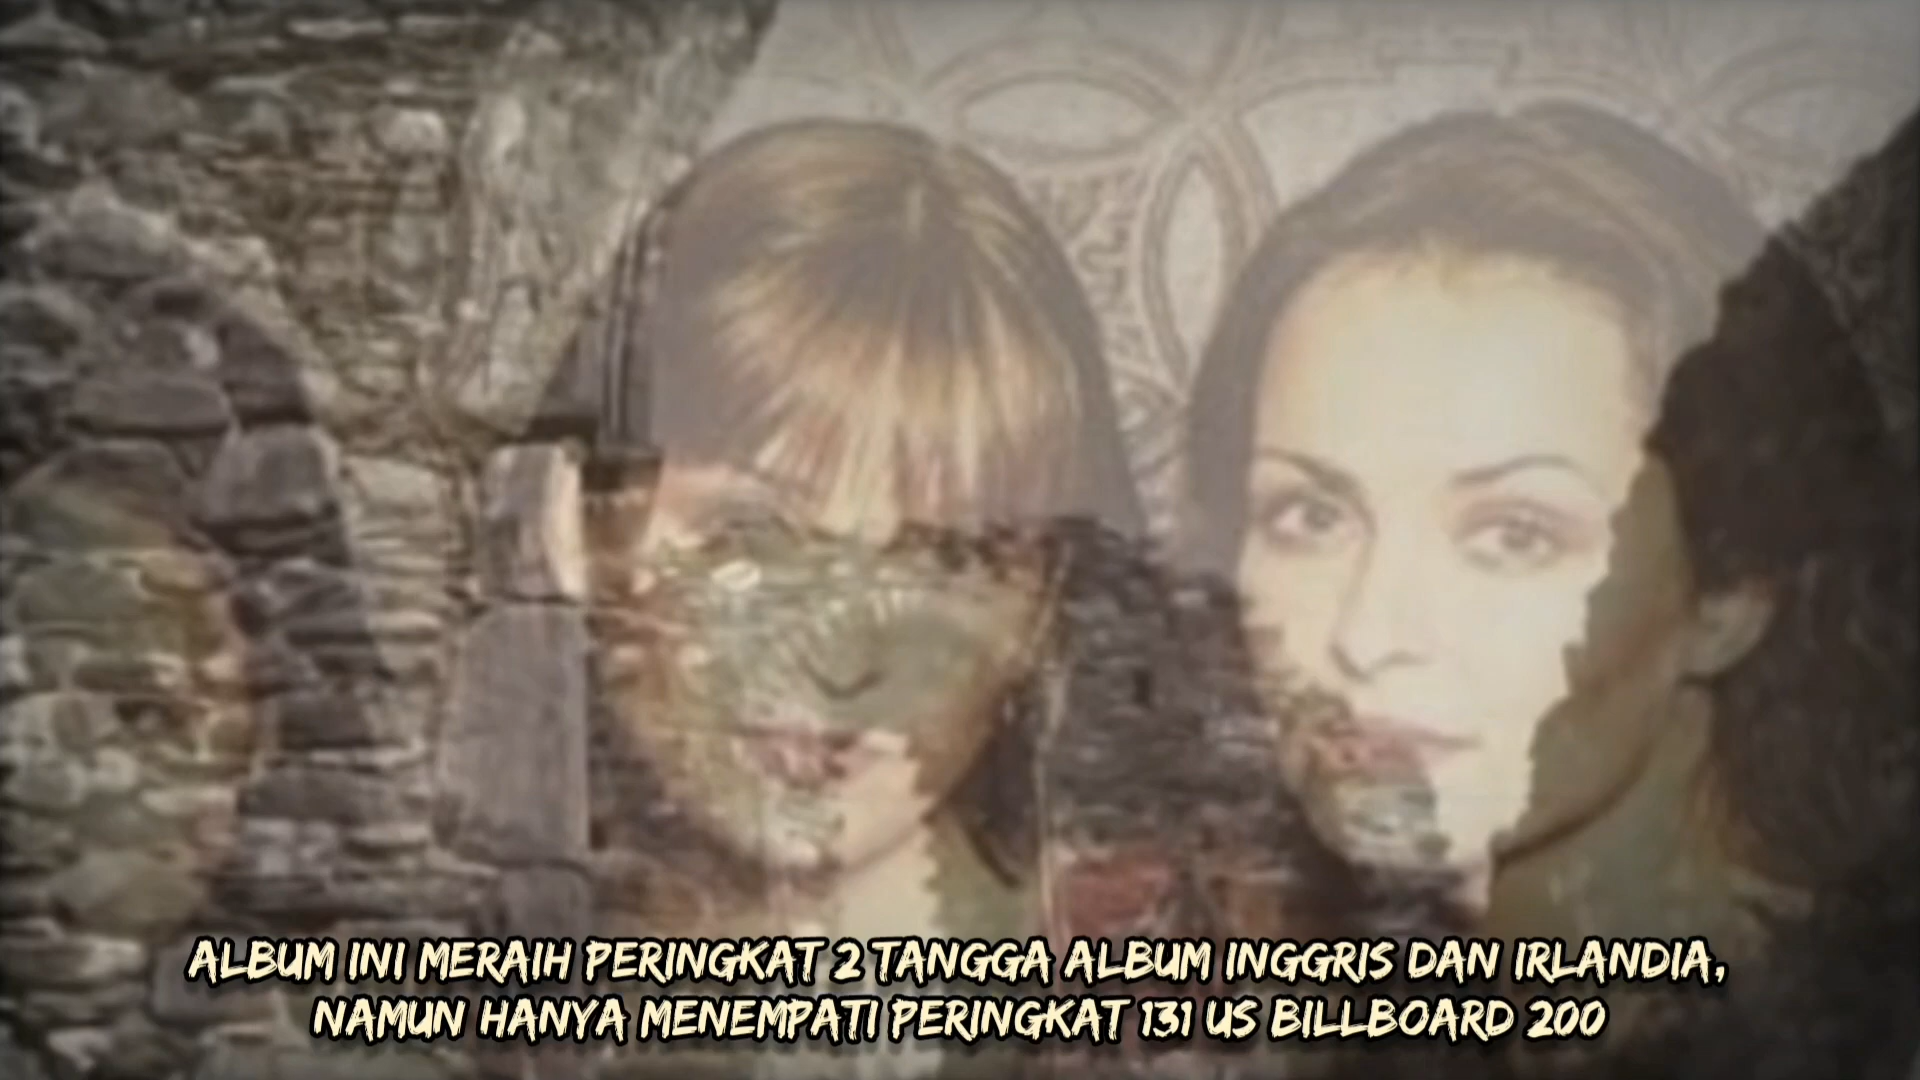 ALBUM INI MERAIH PERINGKAT 2 TANGGA ALBUM INGGRIS DAN IRLANDIA,
NAMUN HANYA MENEMPATI PERINGKAT 131 US BILLBOARD 200